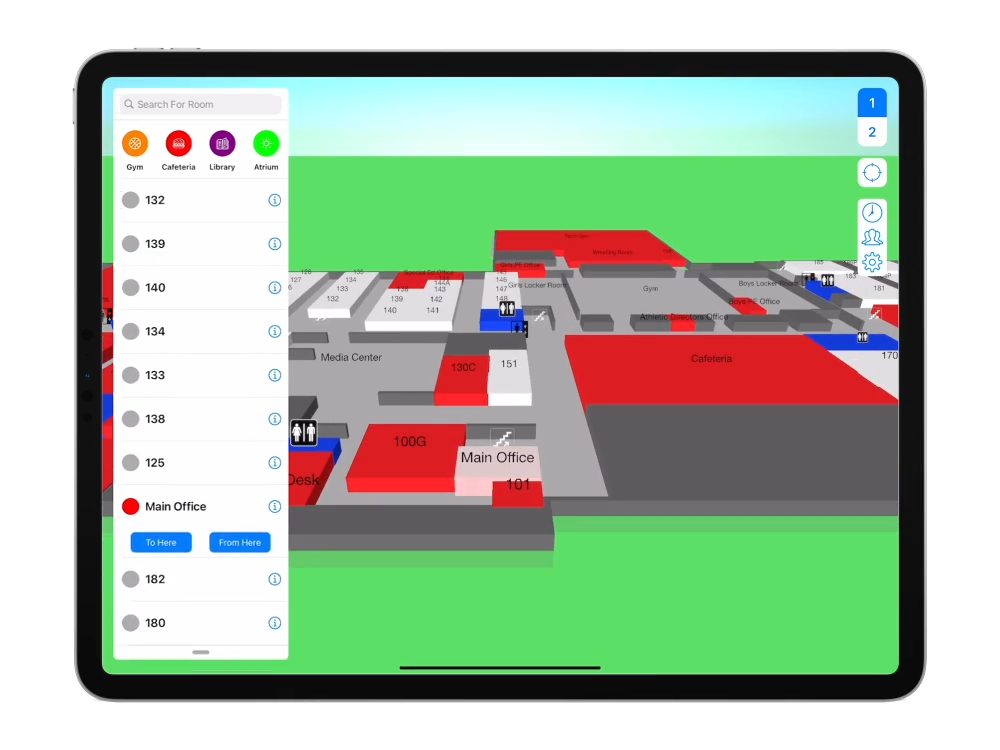 Search For Room
Gym
Cafeteria
Library
Atrium
132
139
140
134
133
138
125
Main Office
To Here
From Here
182
180
1
2
Wrestling Room
Girls PE Office
Girls Locker Room
Gym
Boys Locker Room
Boys PE Office
Athletic Directors Office
Special Ed Office
126
127
135
134
133
132
138
139
140
144A
143
142
141
145
146
147
148
185
183
181
170
Media Center
130C
151
Cafeteria
100G
Main Office
101
Desk